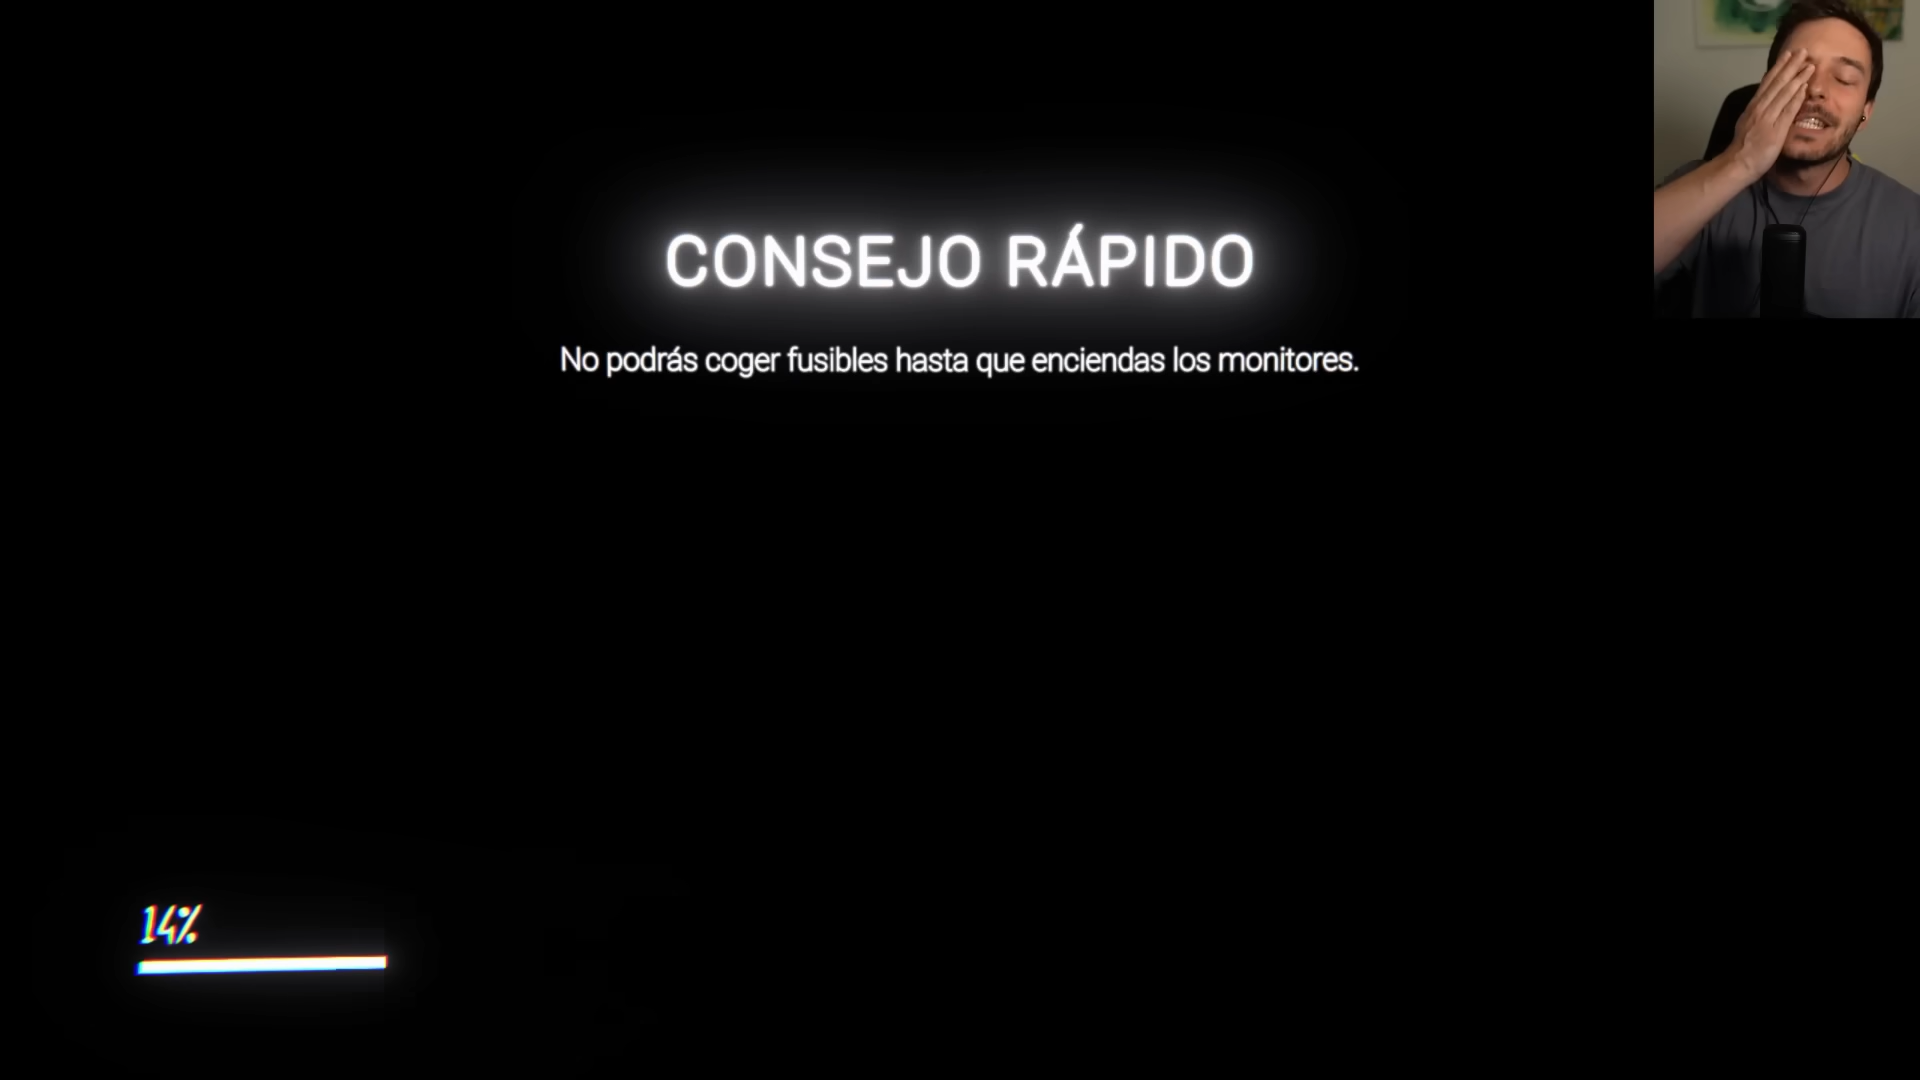 CONSEJO RÁPIDO
No podrás coger fusibles hasta que enciendas los monitores.
14%